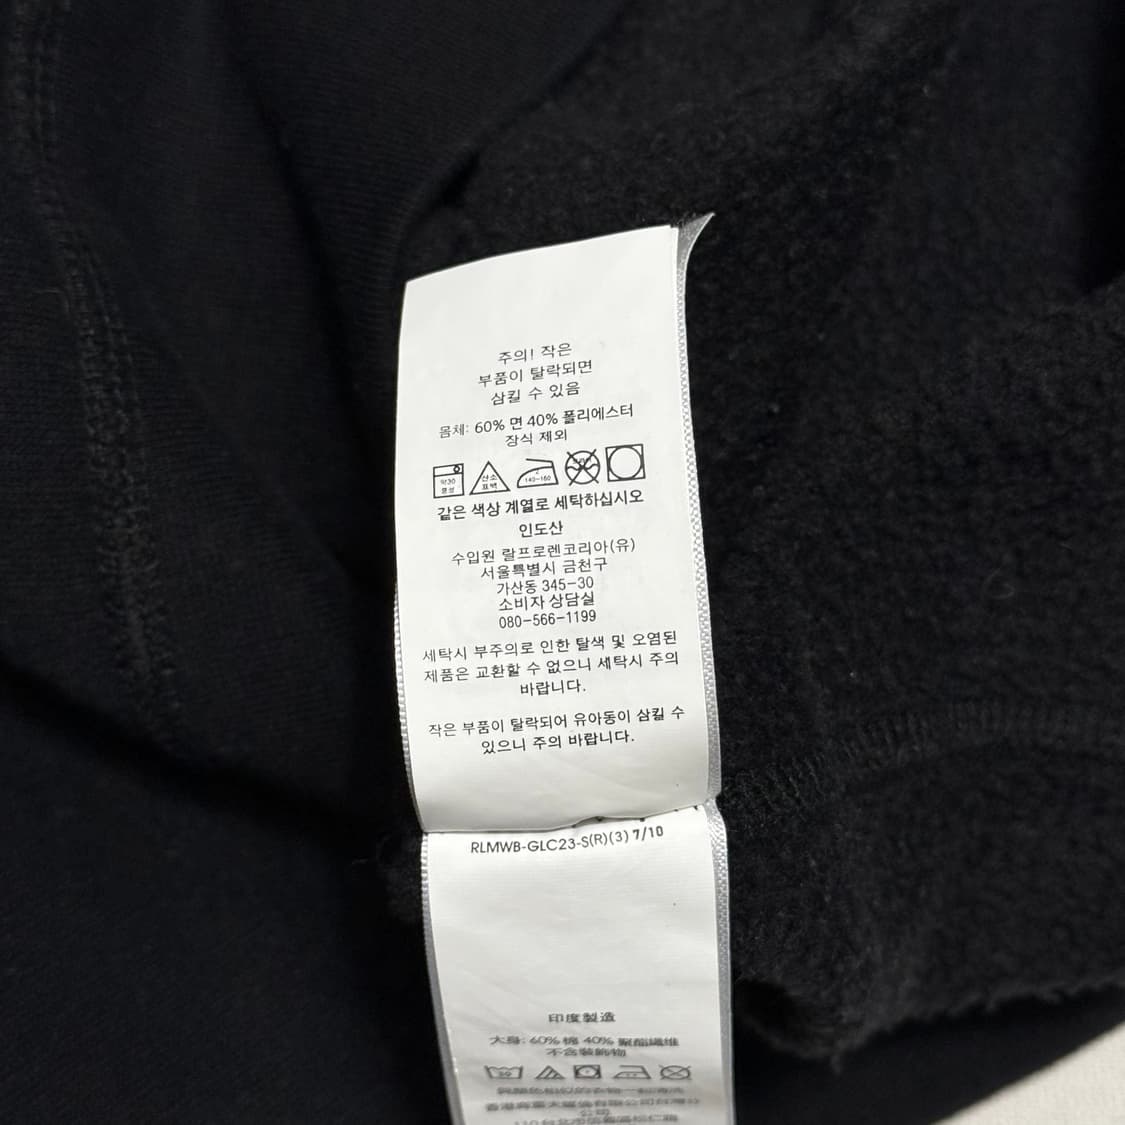 주의! 작은
부품이 탈락되면
삼킬 수 있음
몸체: 60% 면 40% 폴리에스터
장식 제외
약30
중성
산소
표백
140~160
같은 색상 계열로 세탁하십시오
인도산
수입원 랄프로렌코리아(유)
서울특별시 금천구
가산동 345-30
소비자 상담실
080-566-1199
세탁시 부주의로 인한 탈색 및 오염된
제품은 교환할 수 없으니 세탁시 주의
바랍니다.
작은 부품이 탈락되어 유아동이 삼킬 수
있으니 주의 바랍니다.
RLMWB-GLC23-S(R)(3) 7/10
印度製造
大身: 60% 棉 40% 聚酯纖維
不含裝飾物
30
公司